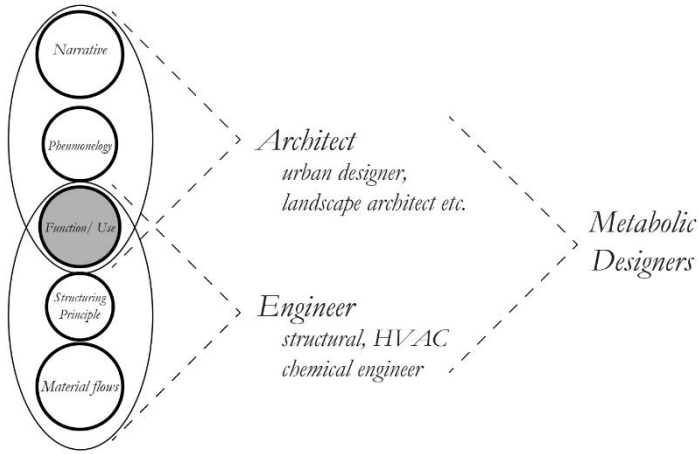 Narrative
Phenmonelogy
Function/ Use
Structuring
Principle
Material flows
Architect
urban designer,
landscape architect etc.
Engineer
structural, HVAC
chemical engineer
Metabolic
Designers